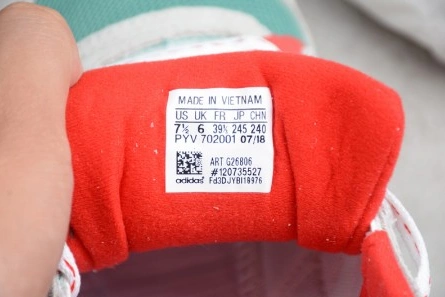 MADE IN VIETNAM
US UK FR JP CHN
7½ 6 39⅓ 245 240
PYV 702001 07/18
ART G26806
#120735527
adidas Fd3DJYBI18976